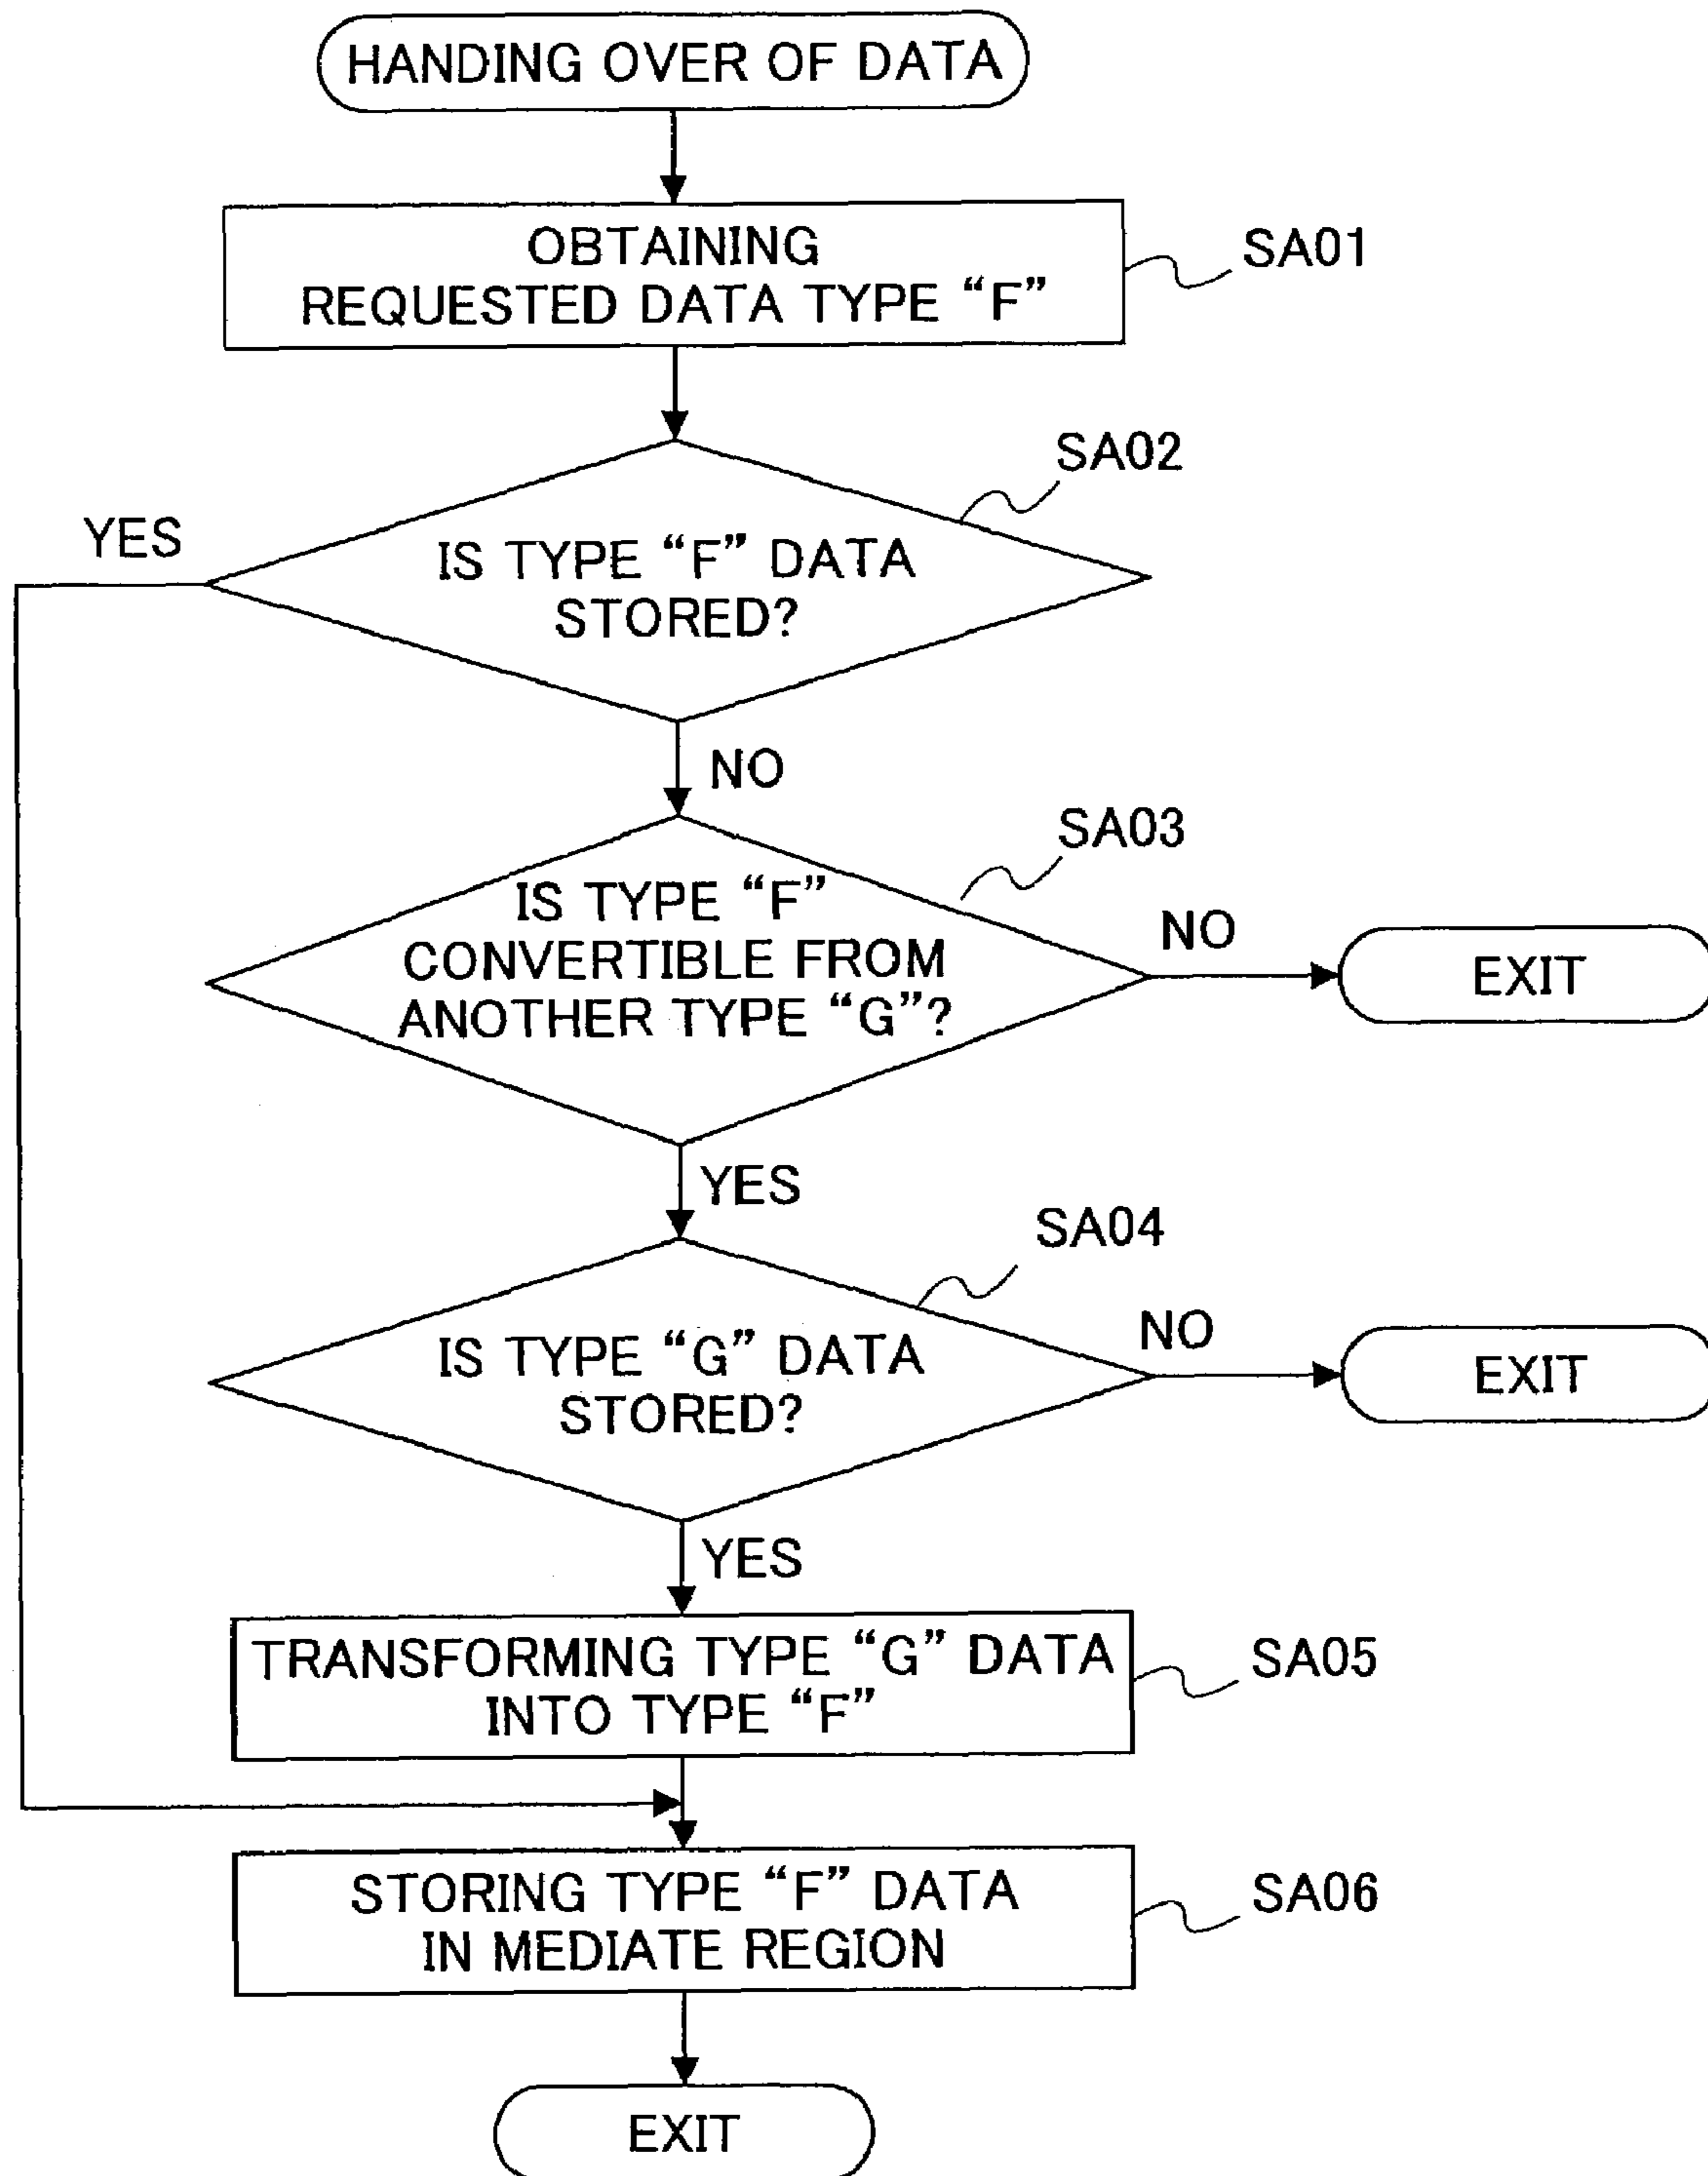 HANDING OVER OF DATA
OBTAINING
REQUESTED DATA TYPE “F”
SA01
SA02
YES
IS TYPE “F” DATA
STORED?
NO
SA03
IS TYPE “F”
CONVERTIBLE FROM
ANOTHER TYPE “G”?
NO
EXIT
YES
SA04
IS TYPE “G” DATA
STORED?
NO
EXIT
YES
TRANSFORMING TYPE “G” DATA
INTO TYPE “F”
SA05
STORING TYPE “F” DATA
IN MEDIATE REGION
SA06
EXIT